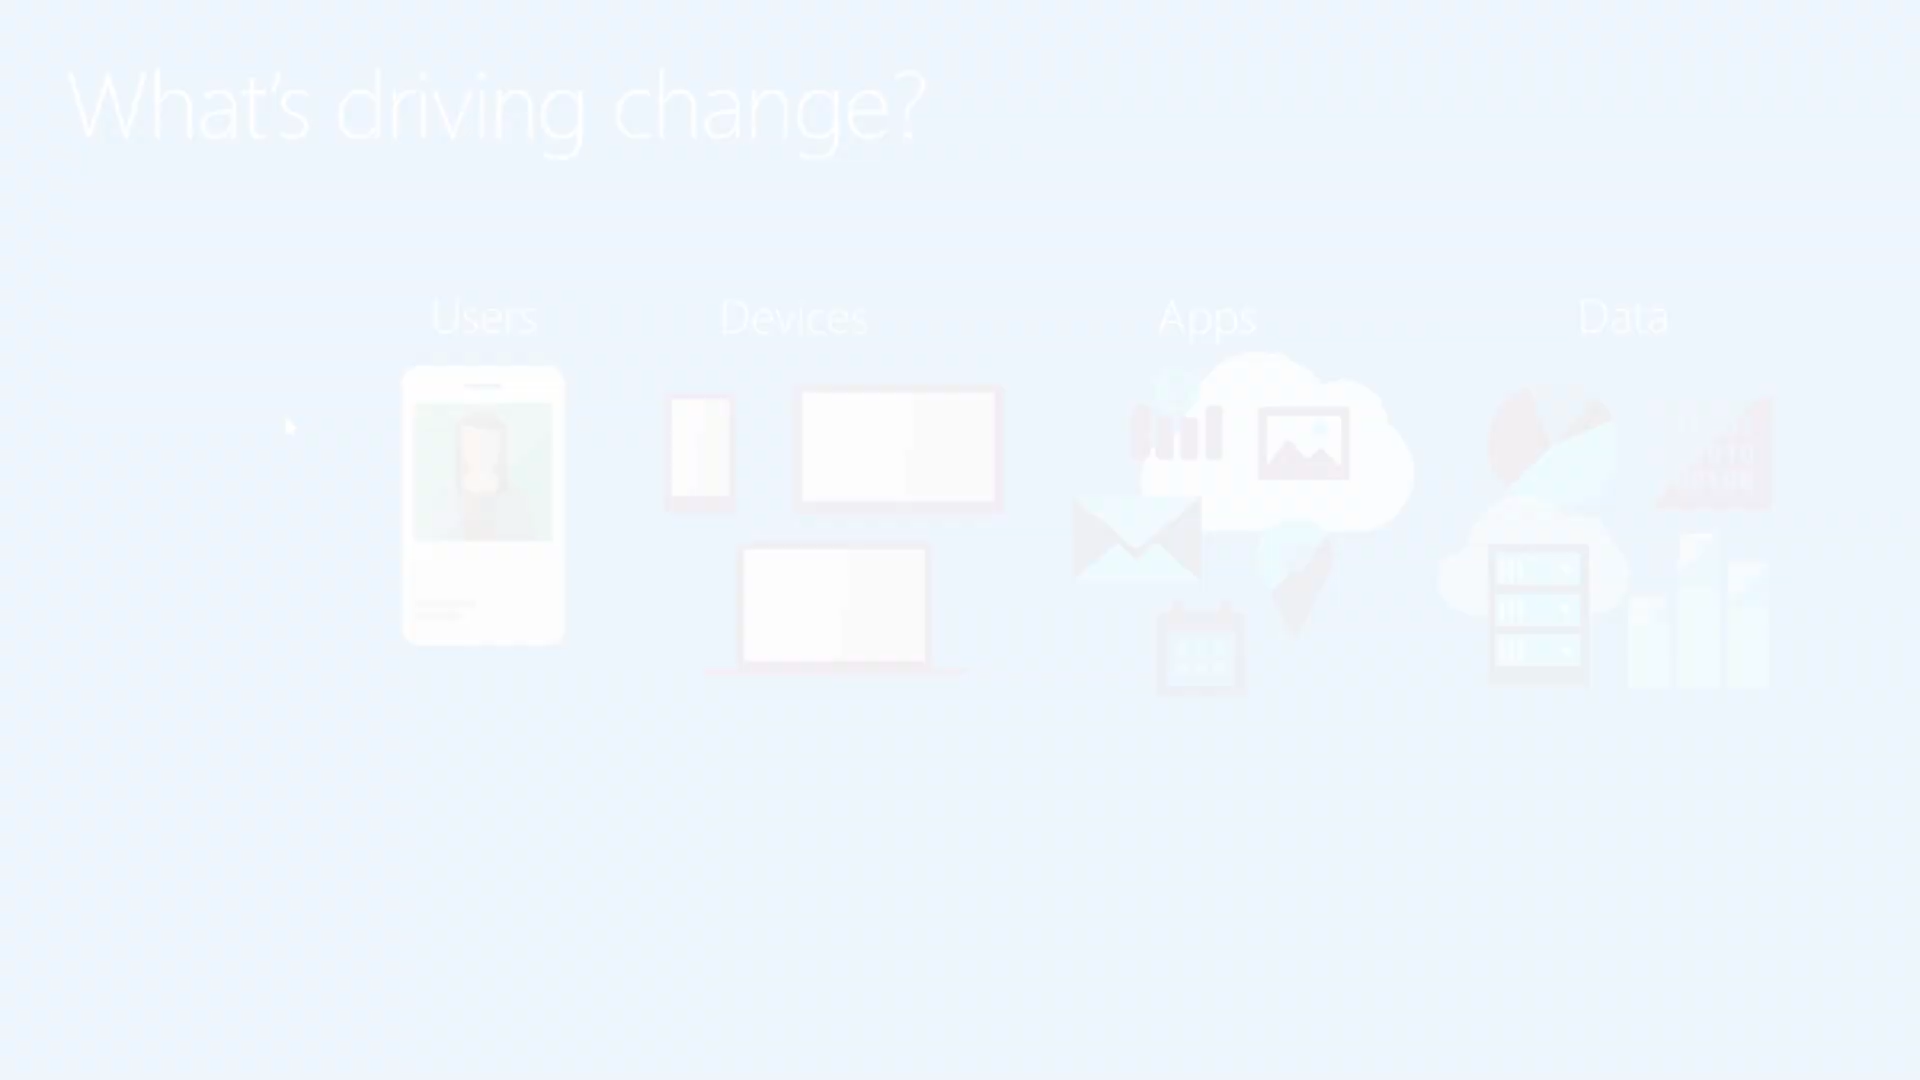 What's driving change?
Users
Devices
Apps
Data